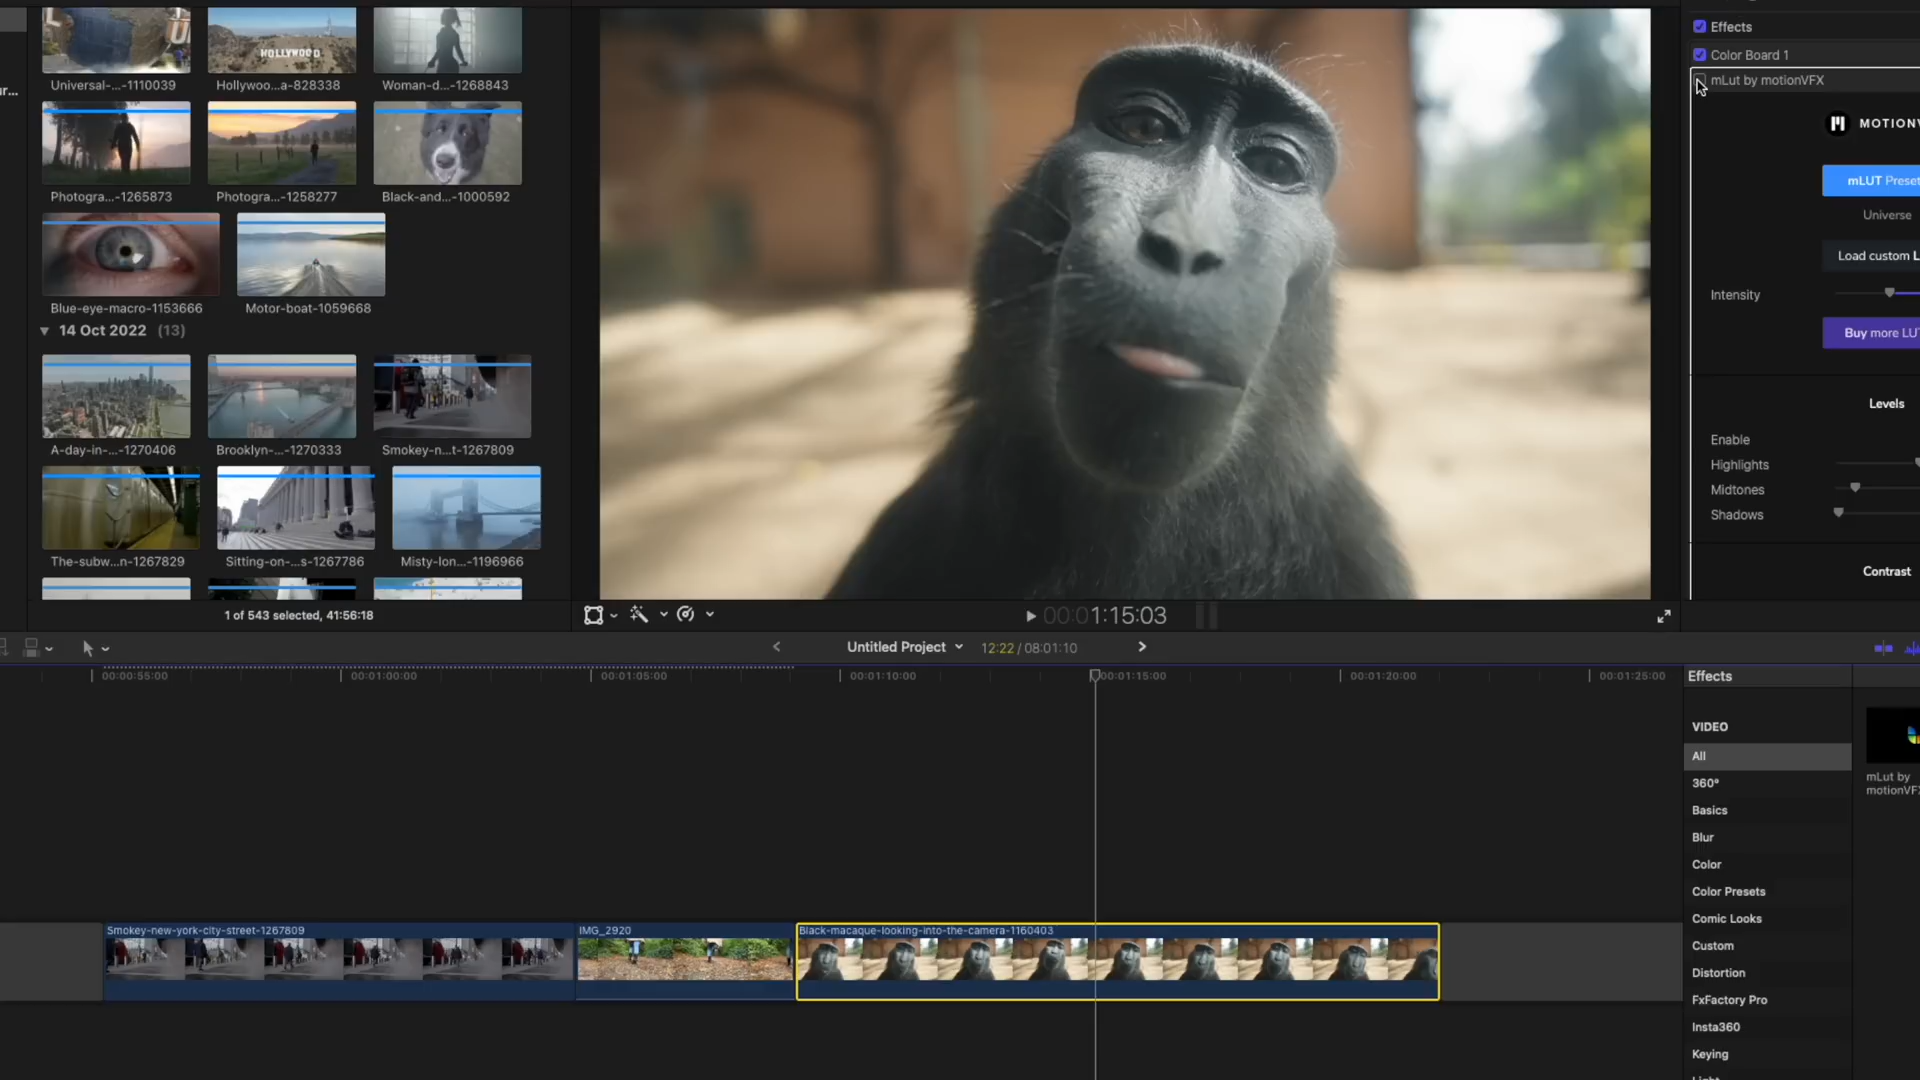 ur...
HOLLYWOOD
Universal-...-1110039
Hollywoo...a-828338
Woman-d...-1268843
Photogra...-1265873
Photogra...-1258277
Black-and...-1000592
Blue-eye-macro-1153666
Motor-boat-1059668
14 Oct 2022 (13)
A-day-in-...-1270406
Brooklyn-...-1270333
Smokey-n...t-1267809
The-subw...n-1267829
Sitting-on-...s-1267786
Misty-lon...-1196966
1 of 543 selected, 41:56:18
00:01:15:03
Effects
Color Board 1
mLut by motionVFX
MOTIONV
mLUT Preset
Universe
Load custom L
Intensity
Buy more LUT
Levels
Enable
Highlights
Midtones
Shadows
Contrast
Untitled Project
12:22 / 08:01:10
00:00:55:00
00:01:00:00
00:01:05:00
00:01:10:00
00:01:15:00
00:01:20:00
00:01:25:00
Smokey-new-york-city-street-1267809
IMG_2920
Black-macaque-looking-into-the-camera-1160403
Effects
VIDEO
All
360°
Basics
Blur
Color
Color Presets
Comic Looks
Custom
Distortion
FxFactory Pro
Insta360
Keying
mLut by
motionVFX